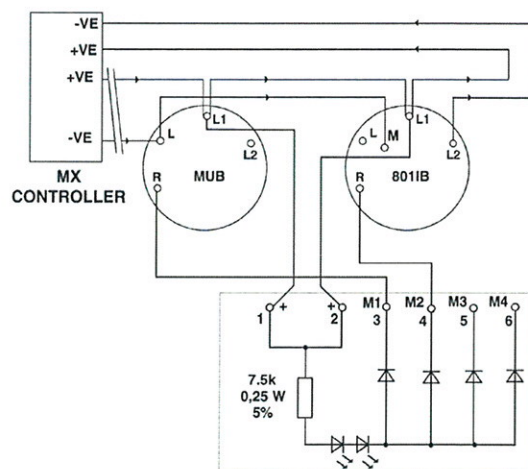 -VE
+VE
+VE
-VE
MX
CONTROLLER
L
L1
L2
R
MUB
L
M
L1
L2
R
801IB
1
+
+
2
M1
3
M2
4
M3
5
M4
6
7.5k
0,25 W
5%